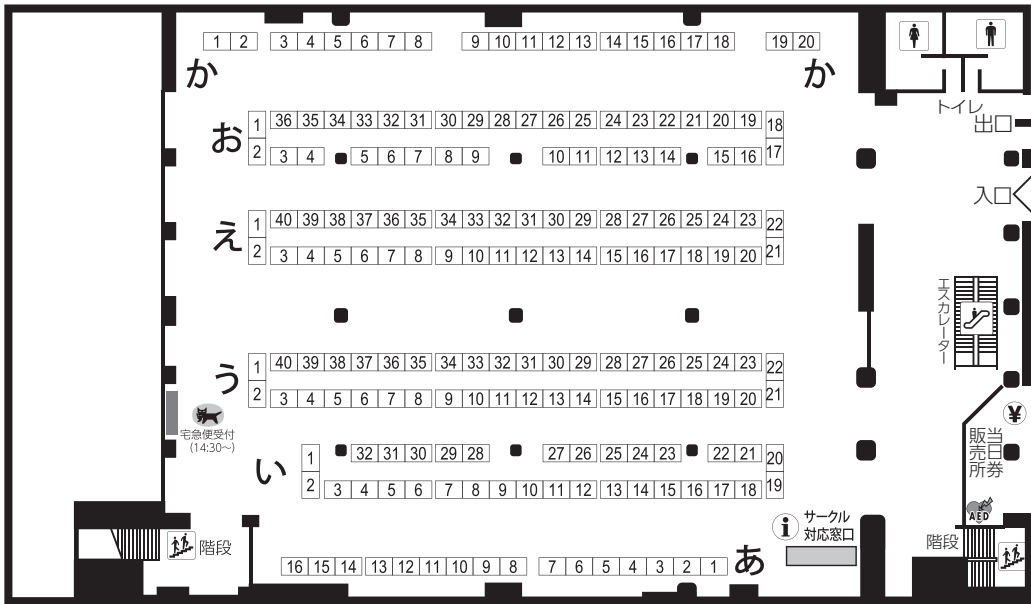 1 2 3 4 5 6 7 8 9 10 11 12 13 14 15 16 17 18 19 20
か か
トイレ
出口
お
1 36 35 34 33 32 31 30 29 28 27 26 25 24 23 22 21 20 19 18
2 3 4 5 6 7 8 9 10 11 12 13 14 15 16 17
入口
え
1 40 39 38 37 36 35 34 33 32 31 30 29 28 27 26 25 24 23 22
2 3 4 5 6 7 8 9 10 11 12 13 14 15 16 17 18 19 20 21
エスカレーター
う
1 40 39 38 37 36 35 34 33 32 31 30 29 28 27 26 25 24 23 22
2 3 4 5 6 7 8 9 10 11 12 13 14 15 16 17 18 19 20 21
宅急便受付
(14:30〜)
¥
当日券
販売所
い
1 32 31 30 29 28 27 26 25 24 23 22 21 20
2 3 4 5 6 7 8 9 10 11 12 13 14 15 16 17 18 19
AED
i
サークル
対応窓口
階段
階段
16 15 14 13 12 11 10 9 8 7 6 5 4 3 2 1
あ